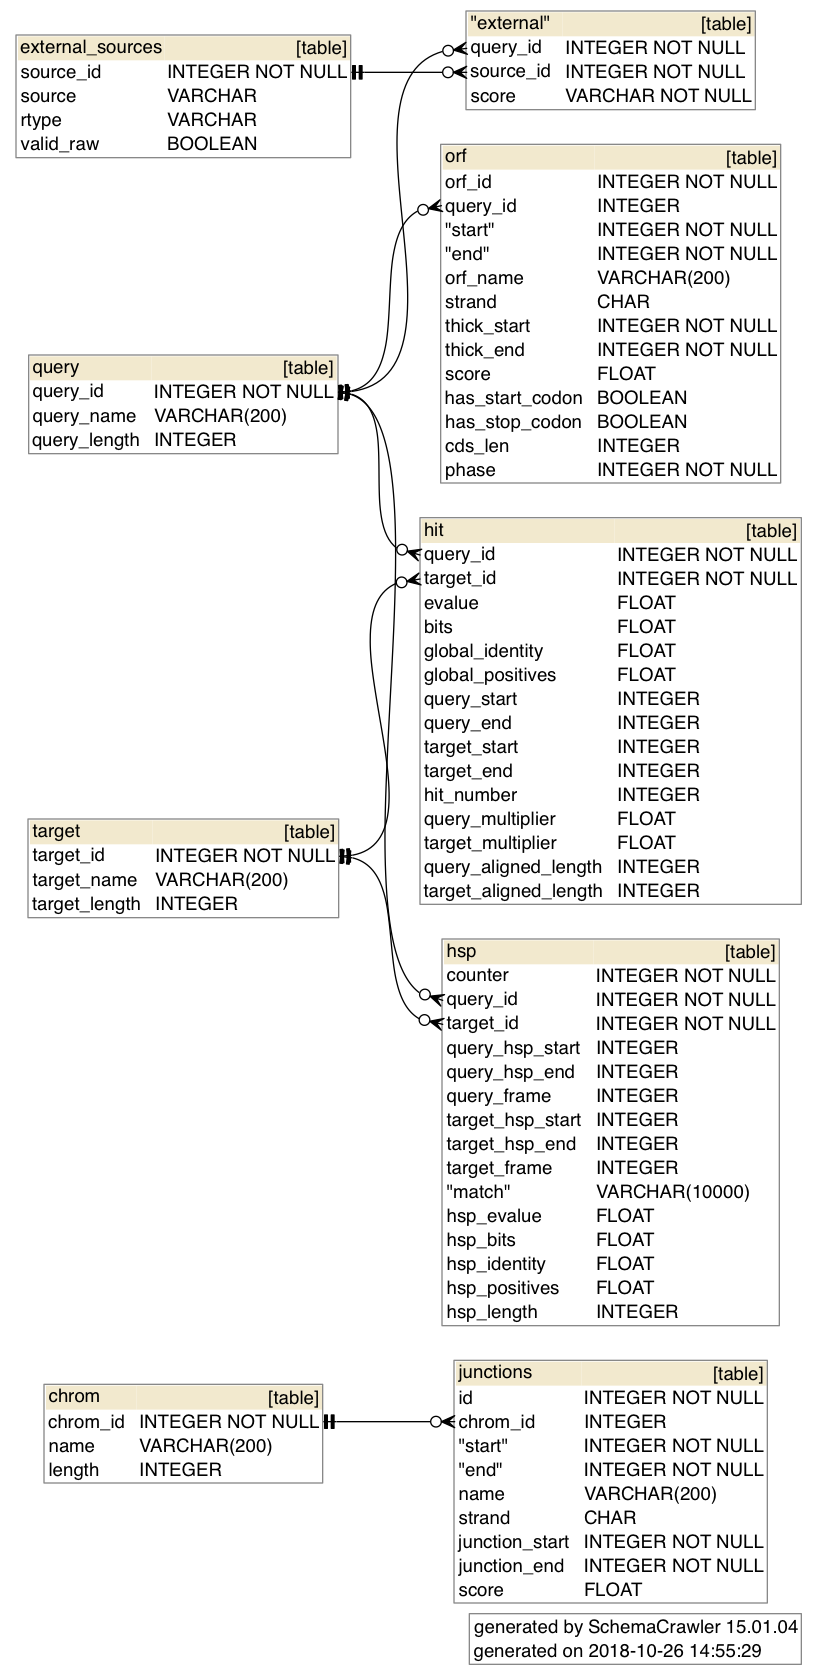 external_sources [table]
source_id INTEGER NOT NULL
source VARCHAR
rtype VARCHAR
valid_raw BOOLEAN
"external" [table]
query_id INTEGER NOT NULL
source_id INTEGER NOT NULL
score VARCHAR NOT NULL
orf [table]
orf_id INTEGER NOT NULL
query_id INTEGER
"start" INTEGER NOT NULL
"end" INTEGER NOT NULL
orf_name VARCHAR(200)
strand CHAR
thick_start INTEGER NOT NULL
thick_end INTEGER NOT NULL
score FLOAT
has_start_codon BOOLEAN
has_stop_codon BOOLEAN
cds_len INTEGER
phase INTEGER NOT NULL
query [table]
query_id INTEGER NOT NULL
query_name VARCHAR(200)
query_length INTEGER
hit [table]
query_id INTEGER NOT NULL
target_id INTEGER NOT NULL
evalue FLOAT
bits FLOAT
global_identity FLOAT
global_positives FLOAT
query_start INTEGER
query_end INTEGER
target_start INTEGER
target_end INTEGER
hit_number INTEGER
query_multiplier FLOAT
target_multiplier FLOAT
query_aligned_length INTEGER
target_aligned_length INTEGER
target [table]
target_id INTEGER NOT NULL
target_name VARCHAR(200)
target_length INTEGER
hsp [table]
counter INTEGER NOT NULL
query_id INTEGER NOT NULL
target_id INTEGER NOT NULL
query_hsp_start INTEGER
query_hsp_end INTEGER
query_frame INTEGER
target_hsp_start INTEGER
target_hsp_end INTEGER
target_frame INTEGER
"match" VARCHAR(10000)
hsp_evalue FLOAT
hsp_bits FLOAT
hsp_identity FLOAT
hsp_positives FLOAT
hsp_length INTEGER
chrom [table]
chrom_id INTEGER NOT NULL
name VARCHAR(200)
length INTEGER
junctions [table]
id INTEGER NOT NULL
chrom_id INTEGER
"start" INTEGER NOT NULL
"end" INTEGER NOT NULL
name VARCHAR(200)
strand CHAR
junction_start INTEGER NOT NULL
junction_end INTEGER NOT NULL
score FLOAT
generated by SchemaCrawler 15.01.04
generated on 2018-10-26 14:55:29